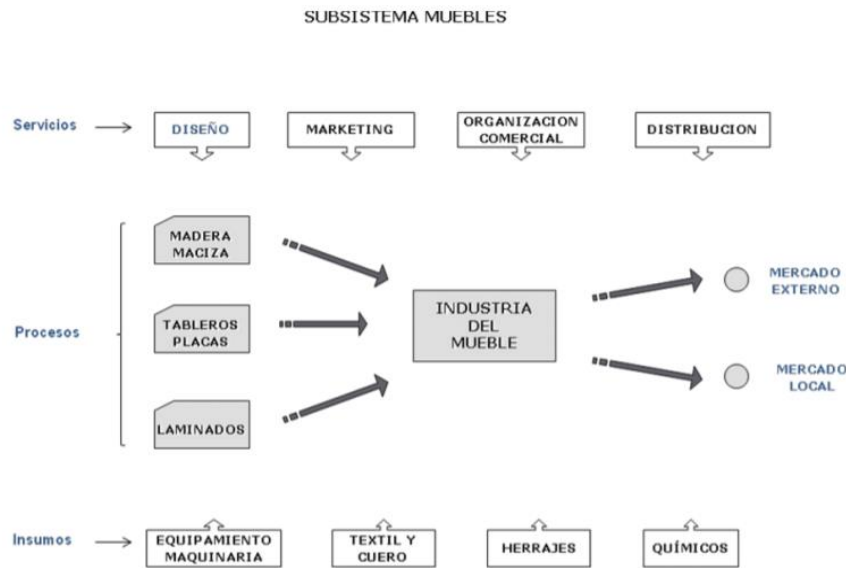 SUBSISTEMA MUEBLES
Servicios
DISEÑO
MARKETING
ORGANIZACION
COMERCIAL
DISTRIBUCION
Procesos
MADERA
MACIZA
TABLEROS
PLACAS
LAMINADOS
INDUSTRIA
DEL
MUEBLE
MERCADO
EXTERNO
MERCADO
LOCAL
Insumos
EQUIPAMIENTO
MAQUINARIA
TEXTIL Y
CUERO
HERRAJES
QUÍMICOS